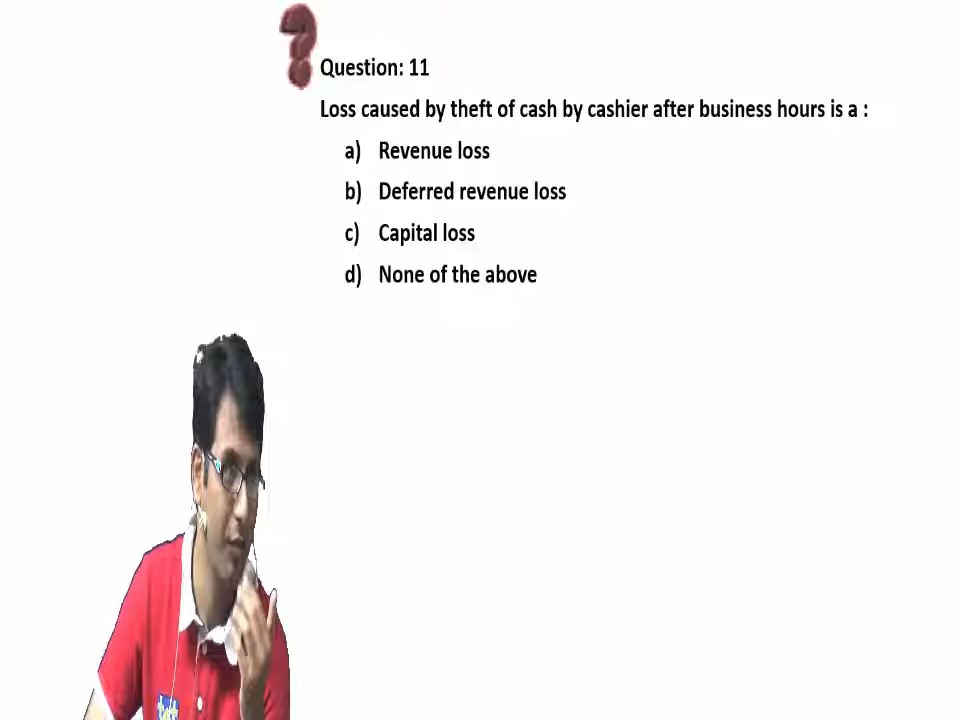 Question: 11
Loss caused by theft of cash by cashier after business hours is a :
a) Revenue loss
b) Deferred revenue loss
c) Capital loss
d) None of the above